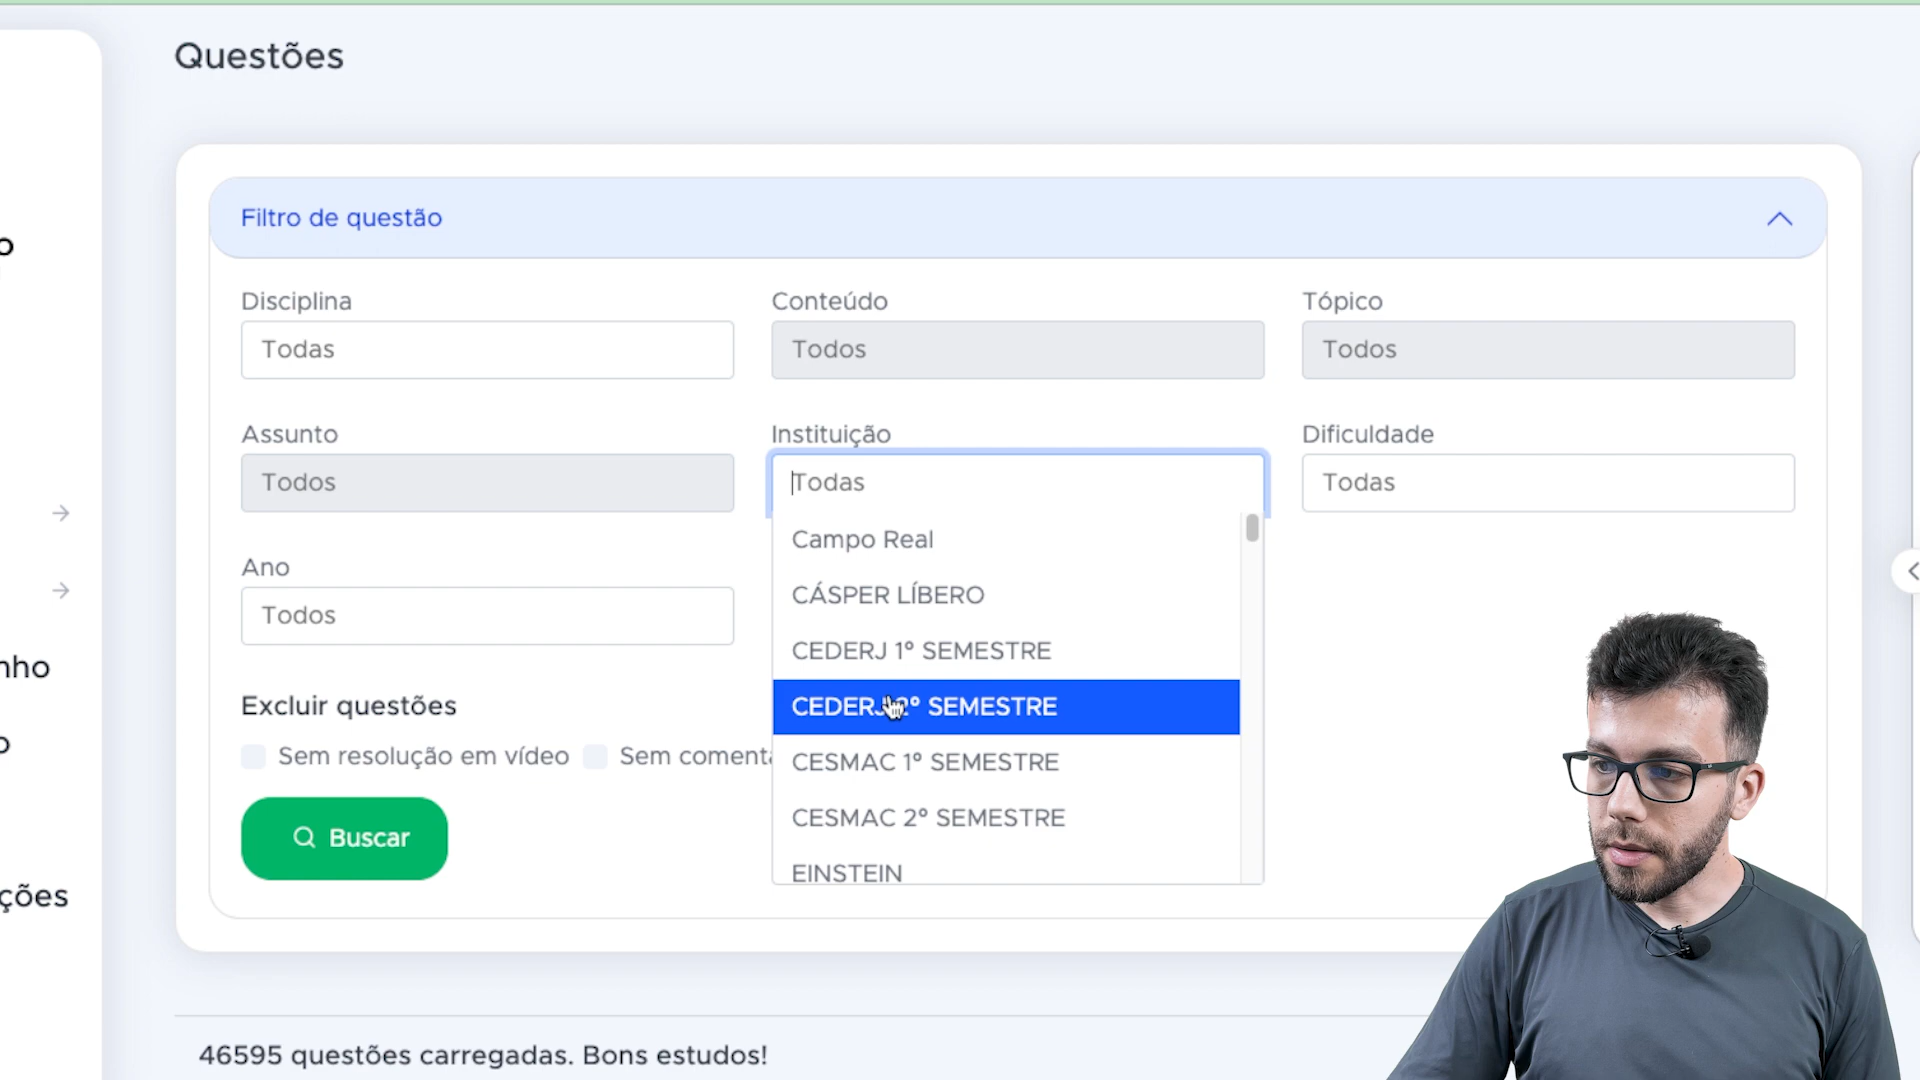 Questões
Filtro de questão
Disciplina
Todas
Conteúdo
Todos
Tópico
Todos
Assunto
Todos
Instituição
Todas
Dificuldade
Todas
Campo Real
CÁSPER LÍBERO
CEDERJ 1º SEMESTRE
CEDERJ 2º SEMESTRE
CESMAC 1º SEMESTRE
CESMAC 2º SEMESTRE
EINSTEIN
Ano
Todos
Excluir questões
Sem resolução em vídeo
Sem
Buscar
46595 questões carregadas. Bons estudos!